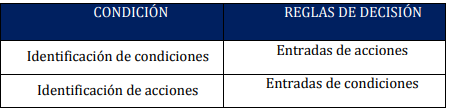 CONDICIÓN REGLAS DE DECISIÓN
Identificación de condiciones Entradas de acciones
Identificación de acciones Entradas de condiciones